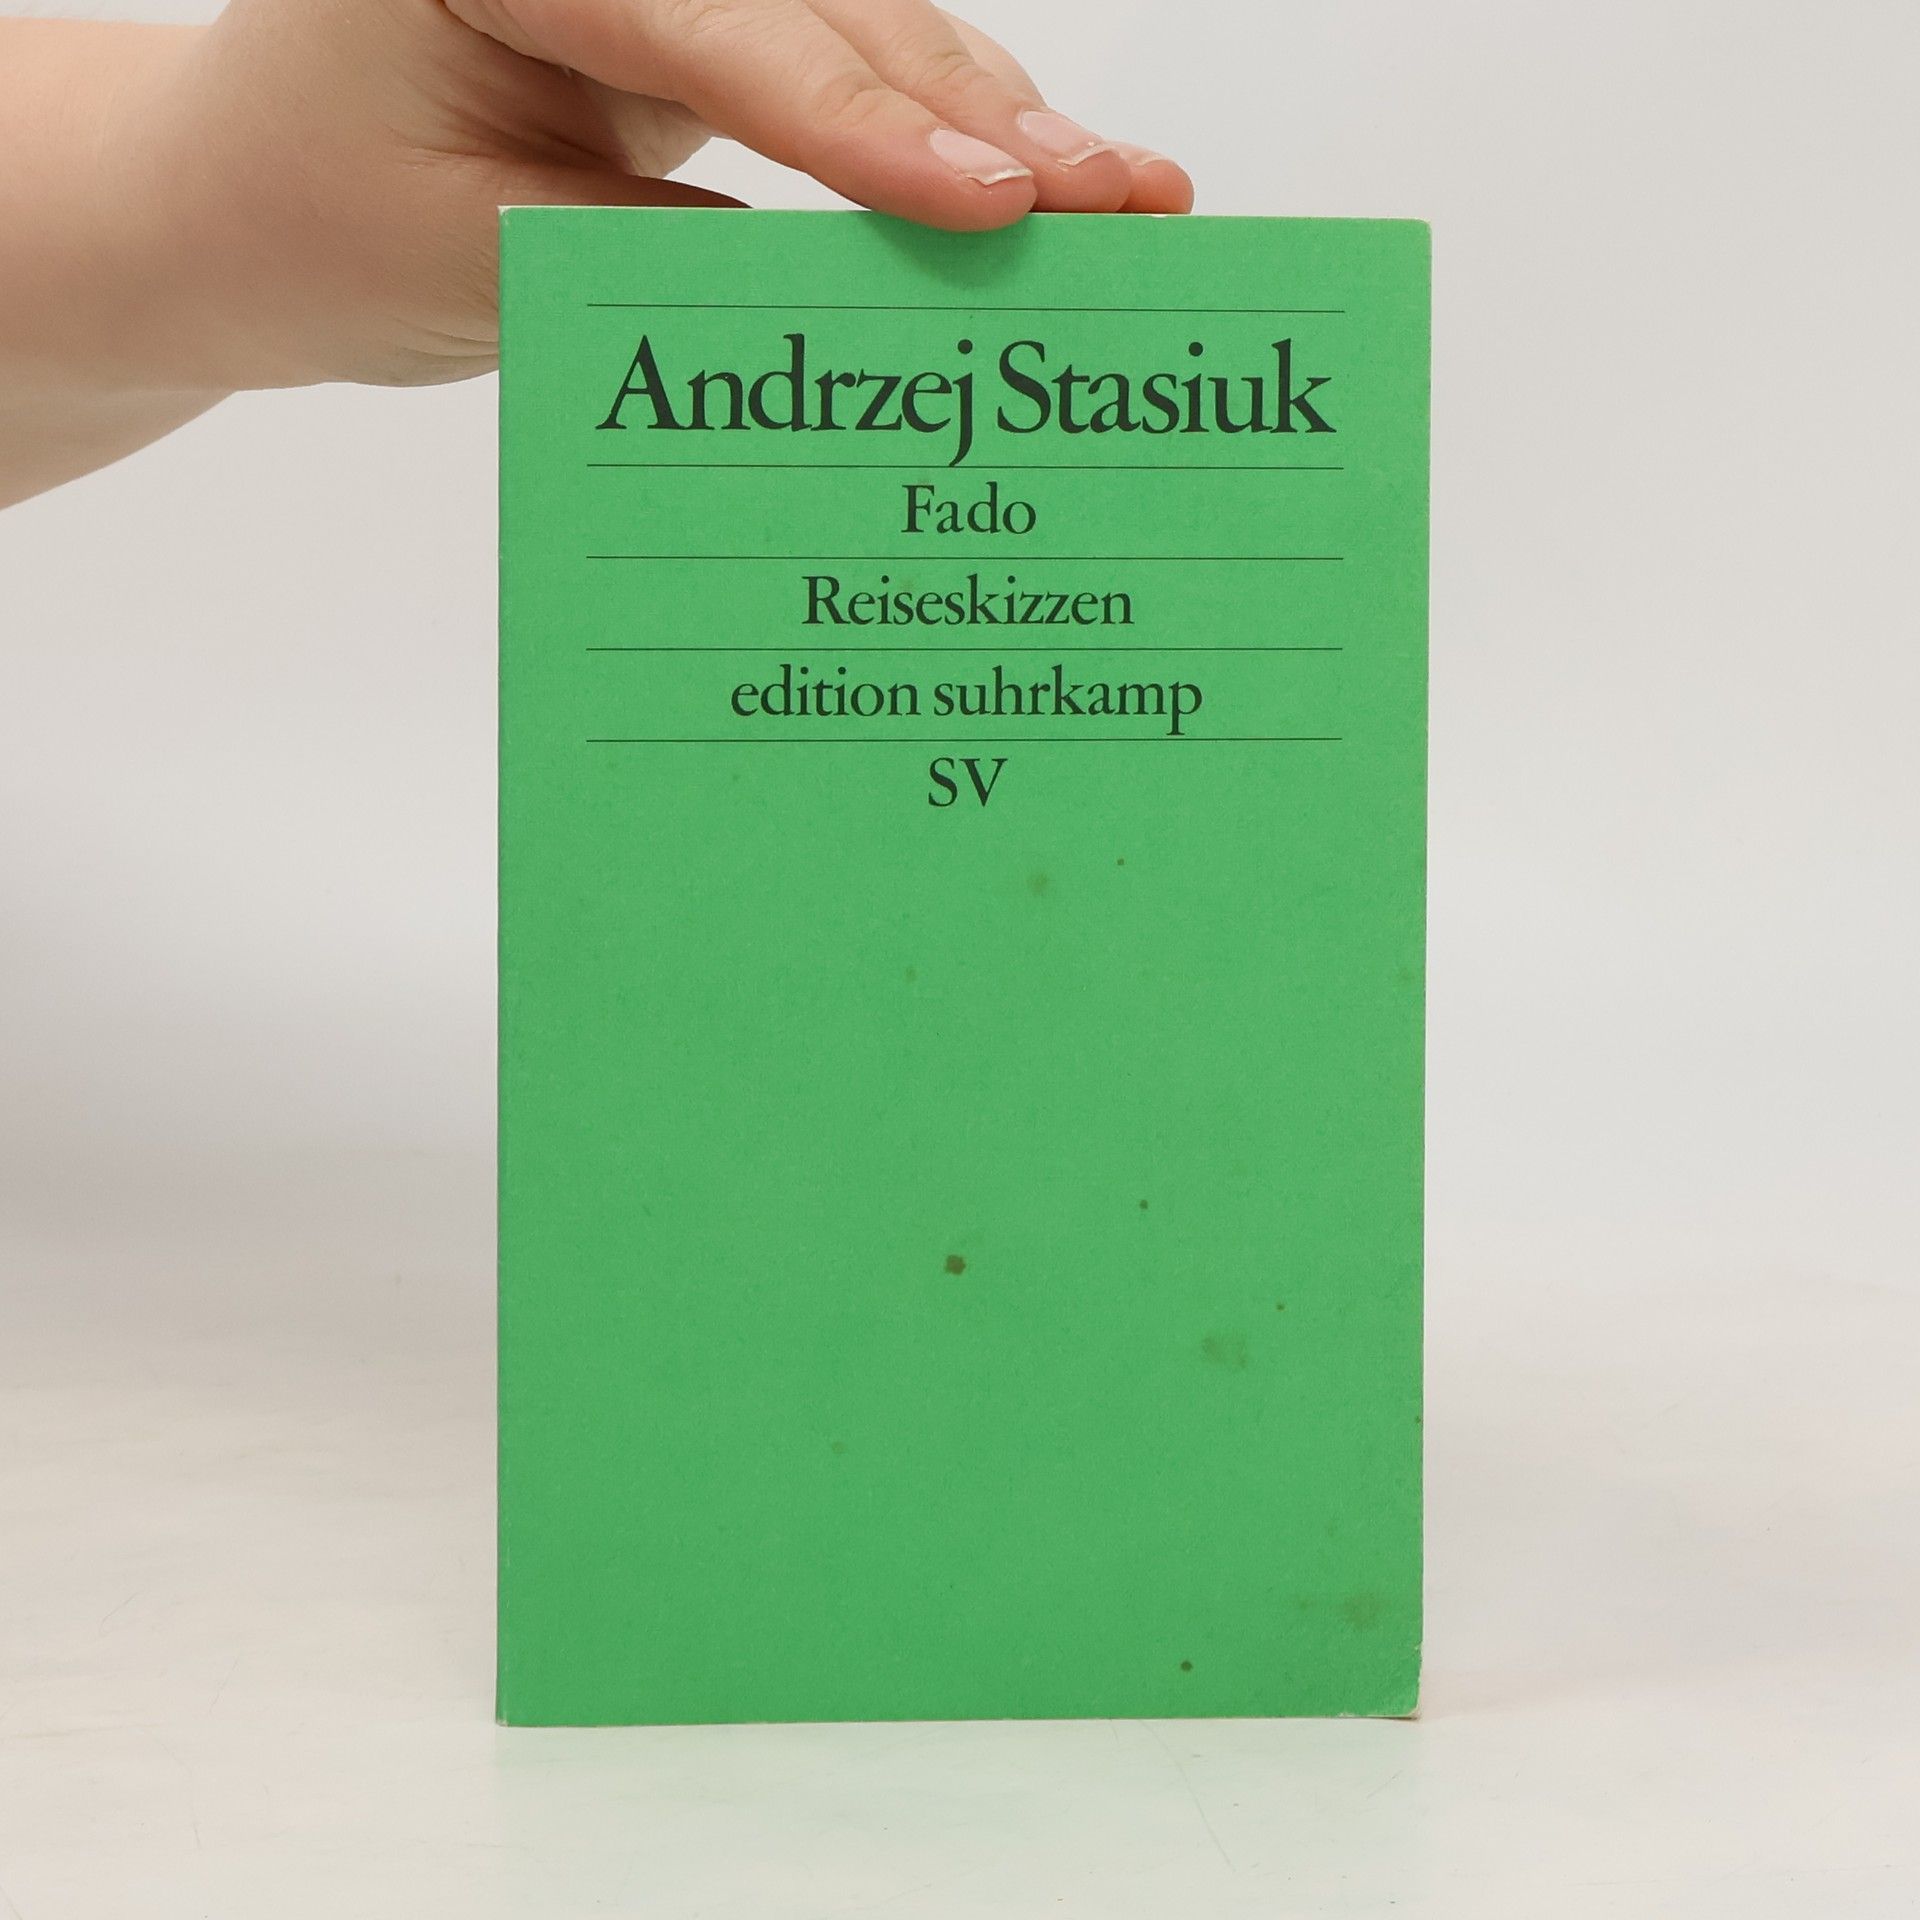 Andrzej Stasiuk
Fado
Reiseskizzen
edition suhrkamp
SV